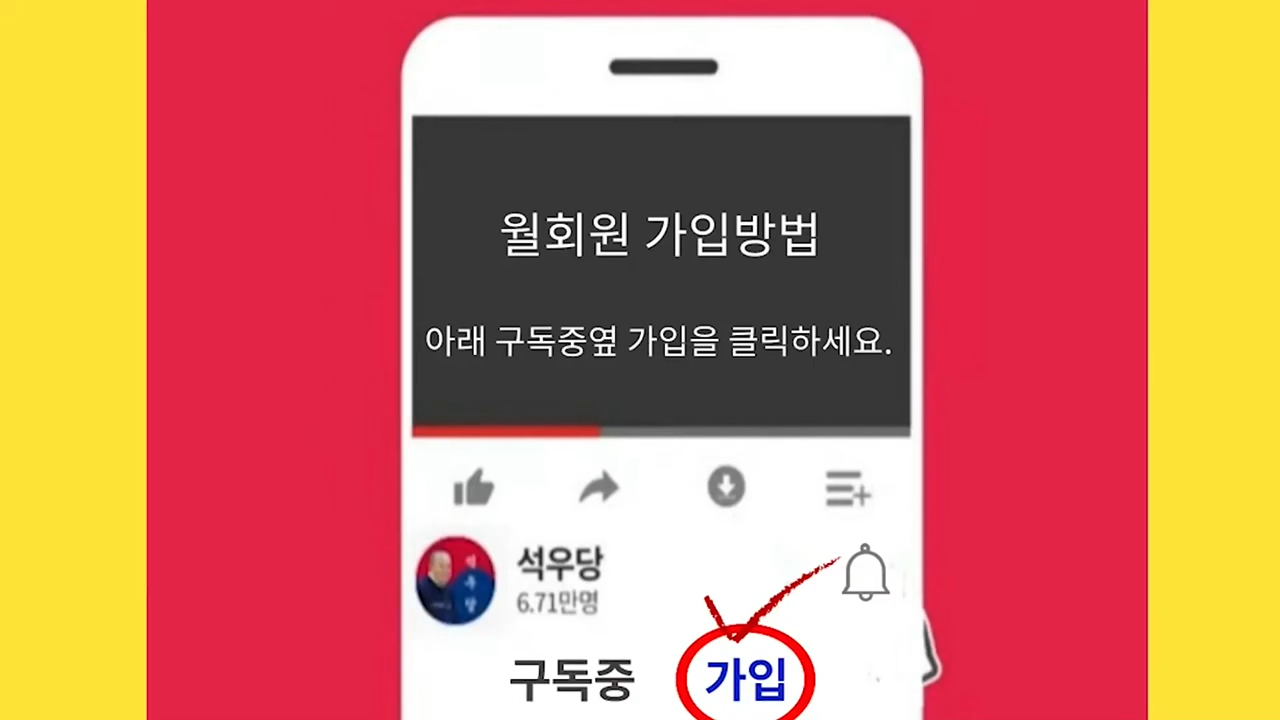 월회원 가입방법
아래 구독중옆 가입을 클릭하세요.
석우당
6.71만명
구독중 가입